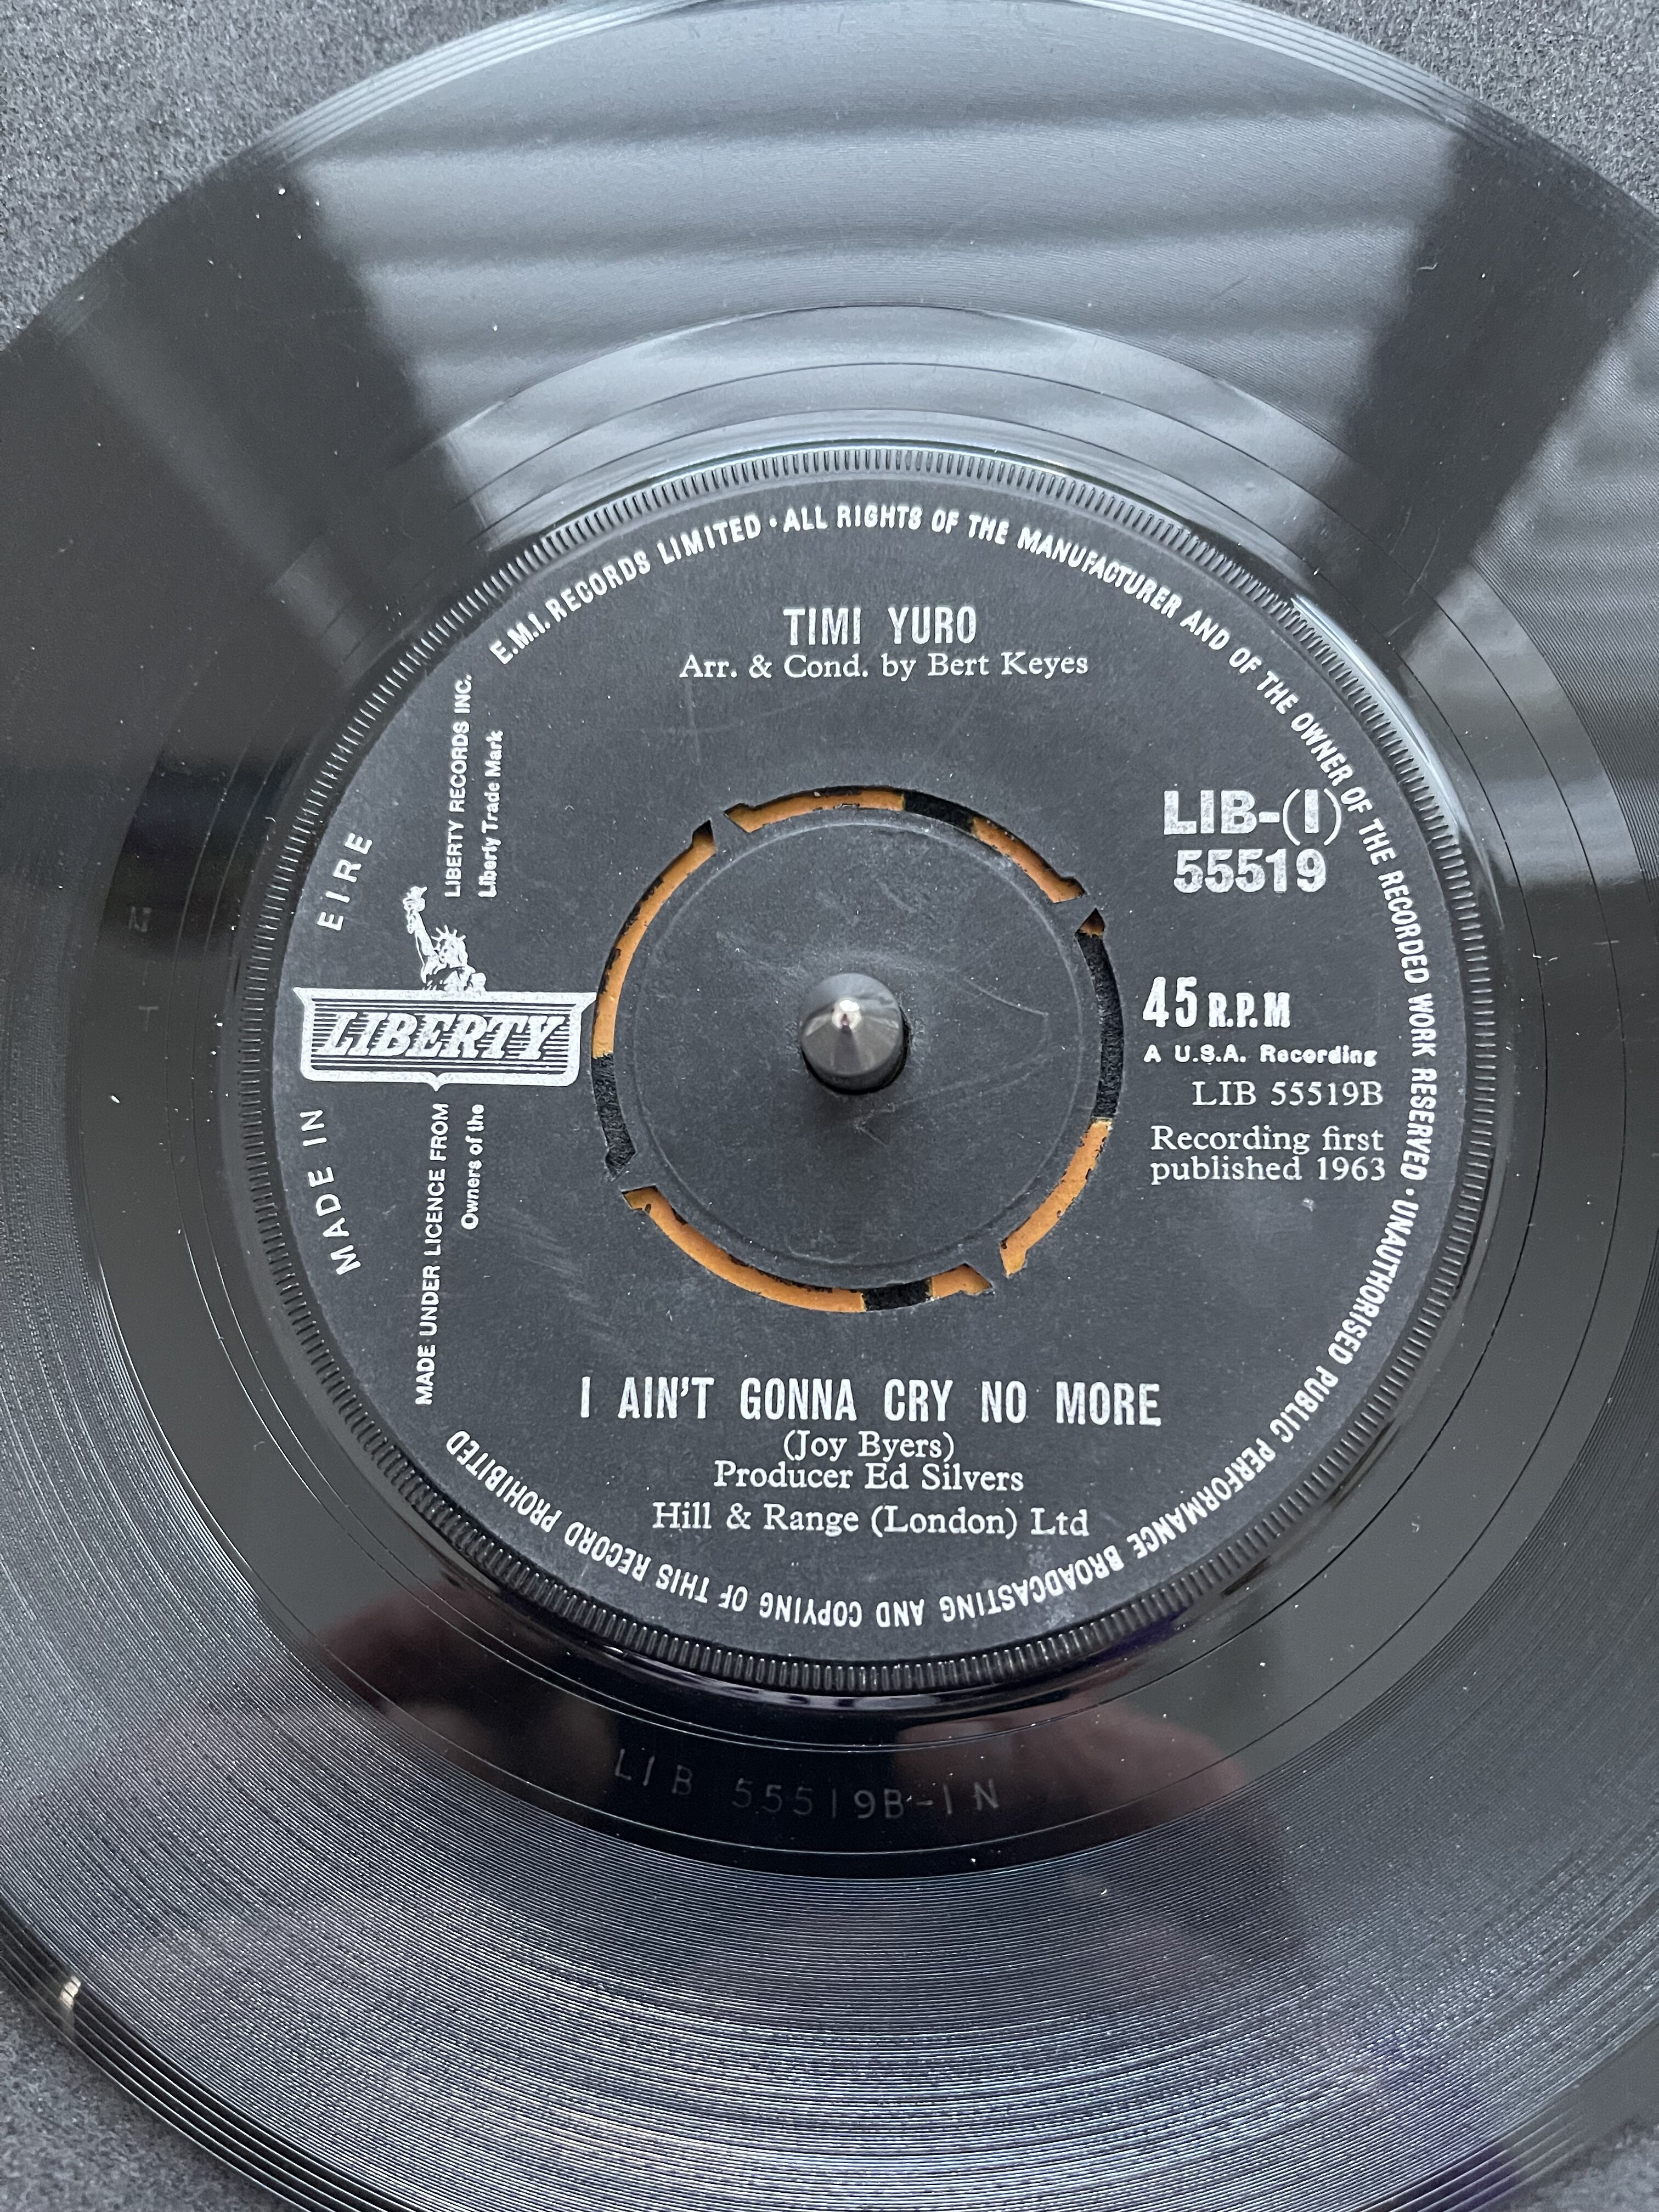 E.M.I. RECORDS LIMITED · ALL RIGHTS OF THE MANUFACTURER AND OF THE OWNER OF THE RECORDED WORK RESERVED · UNAUTHORISED PUBLIC PERFORMANCE BROADCASTING AND COPYING OF THIS RECORD PROHIBITED
TIMI YURO
Arr. & Cond. by Bert Keyes
MADE IN EIRE
MADE UNDER LICENCE FROM LIBERTY RECORDS INC.
Owners of the Liberty Trade Mark
LIBERTY
LIB-(I)
55519
45 R.P.M
A U.S.A. Recording
LIB 55519B
Recording first
published 1963
I AIN'T GONNA CRY NO MORE
(Joy Byers)
Producer Ed Silvers
Hill & Range (London) Ltd
LIB 55519B-1N